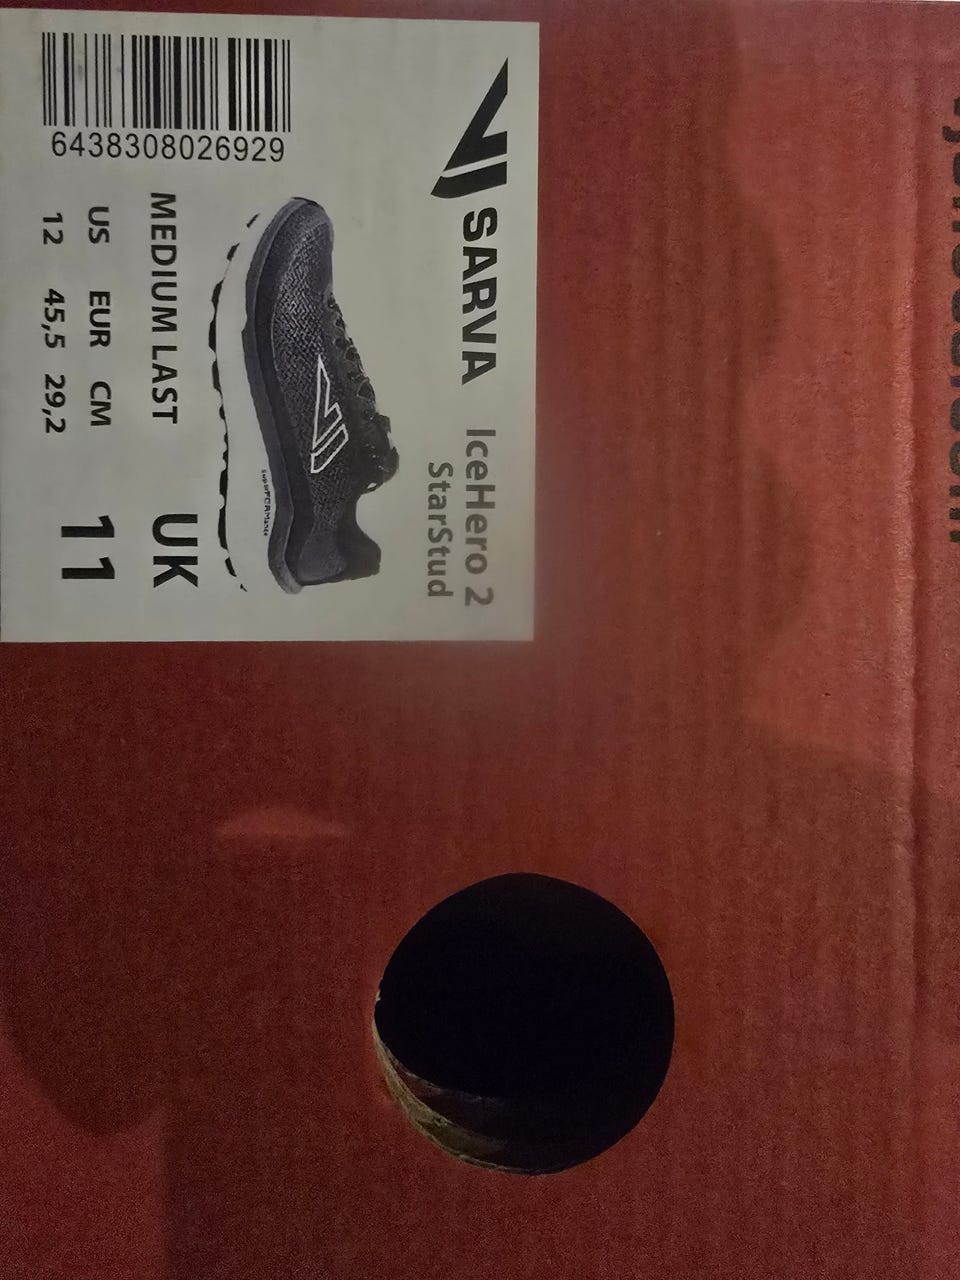 SARVA
IceHero 2
StarStud
MEDIUM LAST
UK
US EUR CM
12 45,5 29,2
11
6438308026929